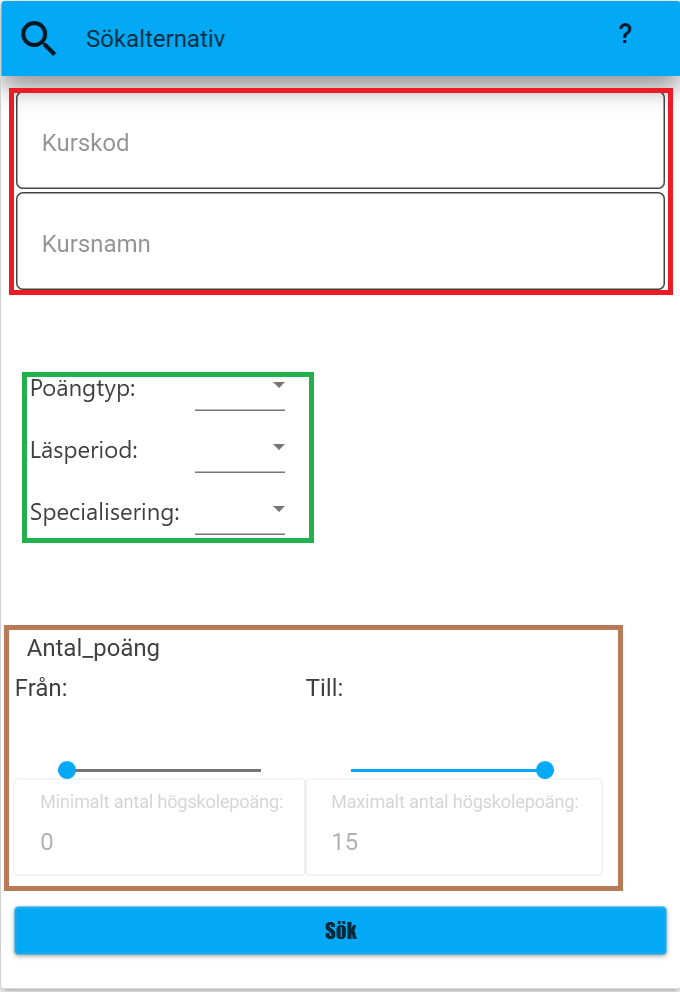 Sökalternativ ?
Kurskod
Kursnamn
Poängtyp:
Läsperiod:
Specialisering:
Antal_poäng
Från: Till:
Minimalt antal högskolepoäng: Maximalt antal högskolepoäng:
0 15
Sök